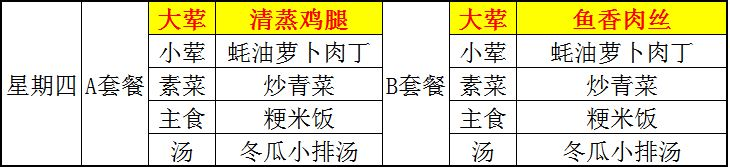 大荤 清蒸鸡腿 大荤 鱼香肉丝
小荤 蚝油萝卜肉丁 小荤 蚝油萝卜肉丁
星期四 A套餐 素菜 炒青菜 B套餐 素菜 炒青菜
主食 粳米饭 主食 粳米饭
汤 冬瓜小排汤 汤 冬瓜小排汤